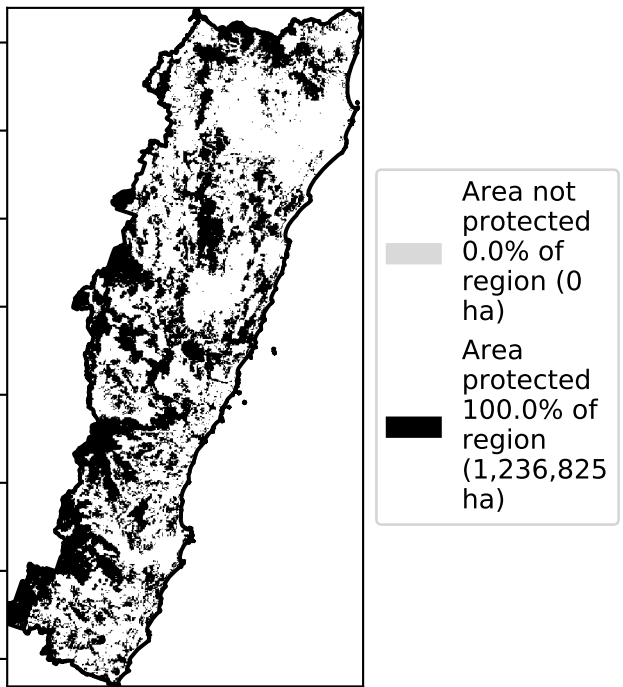 Area not
protected
0.0% of
region (0
ha)
Area
protected
100.0% of
region
(1,236,825
ha)